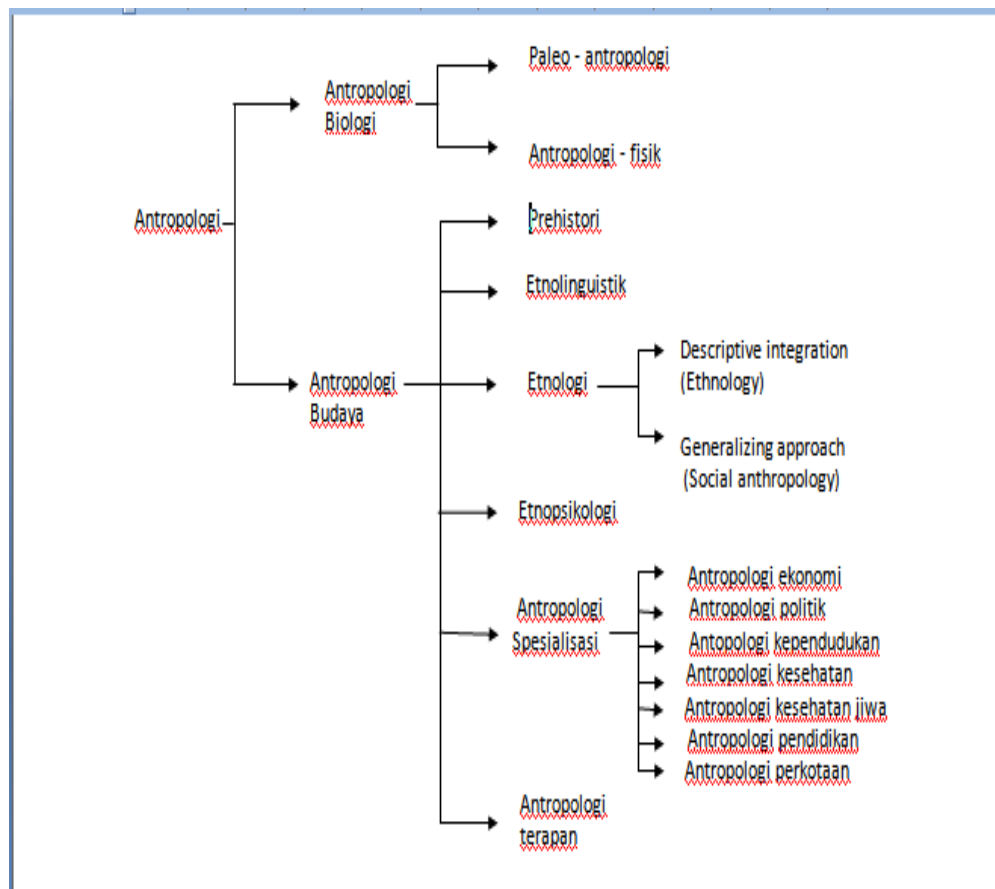 Paleo - antropologi
Antropologi
Biologi
Antropologi - fisik
Antropologi
Prehistori
Etnolinguistik
Antropologi
Budaya
Etnologi
Descriptive integration
(Ethnology)
Generalizing approach
(Social anthropology)
Etnopsikologi
Antropologi
Spesialisasi
Antropologi ekonomi
Antropologi politik
Antopologi kependudukan
Antropologi kesehatan
Antropologi kesehatan jiwa
Antropologi pendidikan
Antropologi perkotaan
Antropologi
terapan